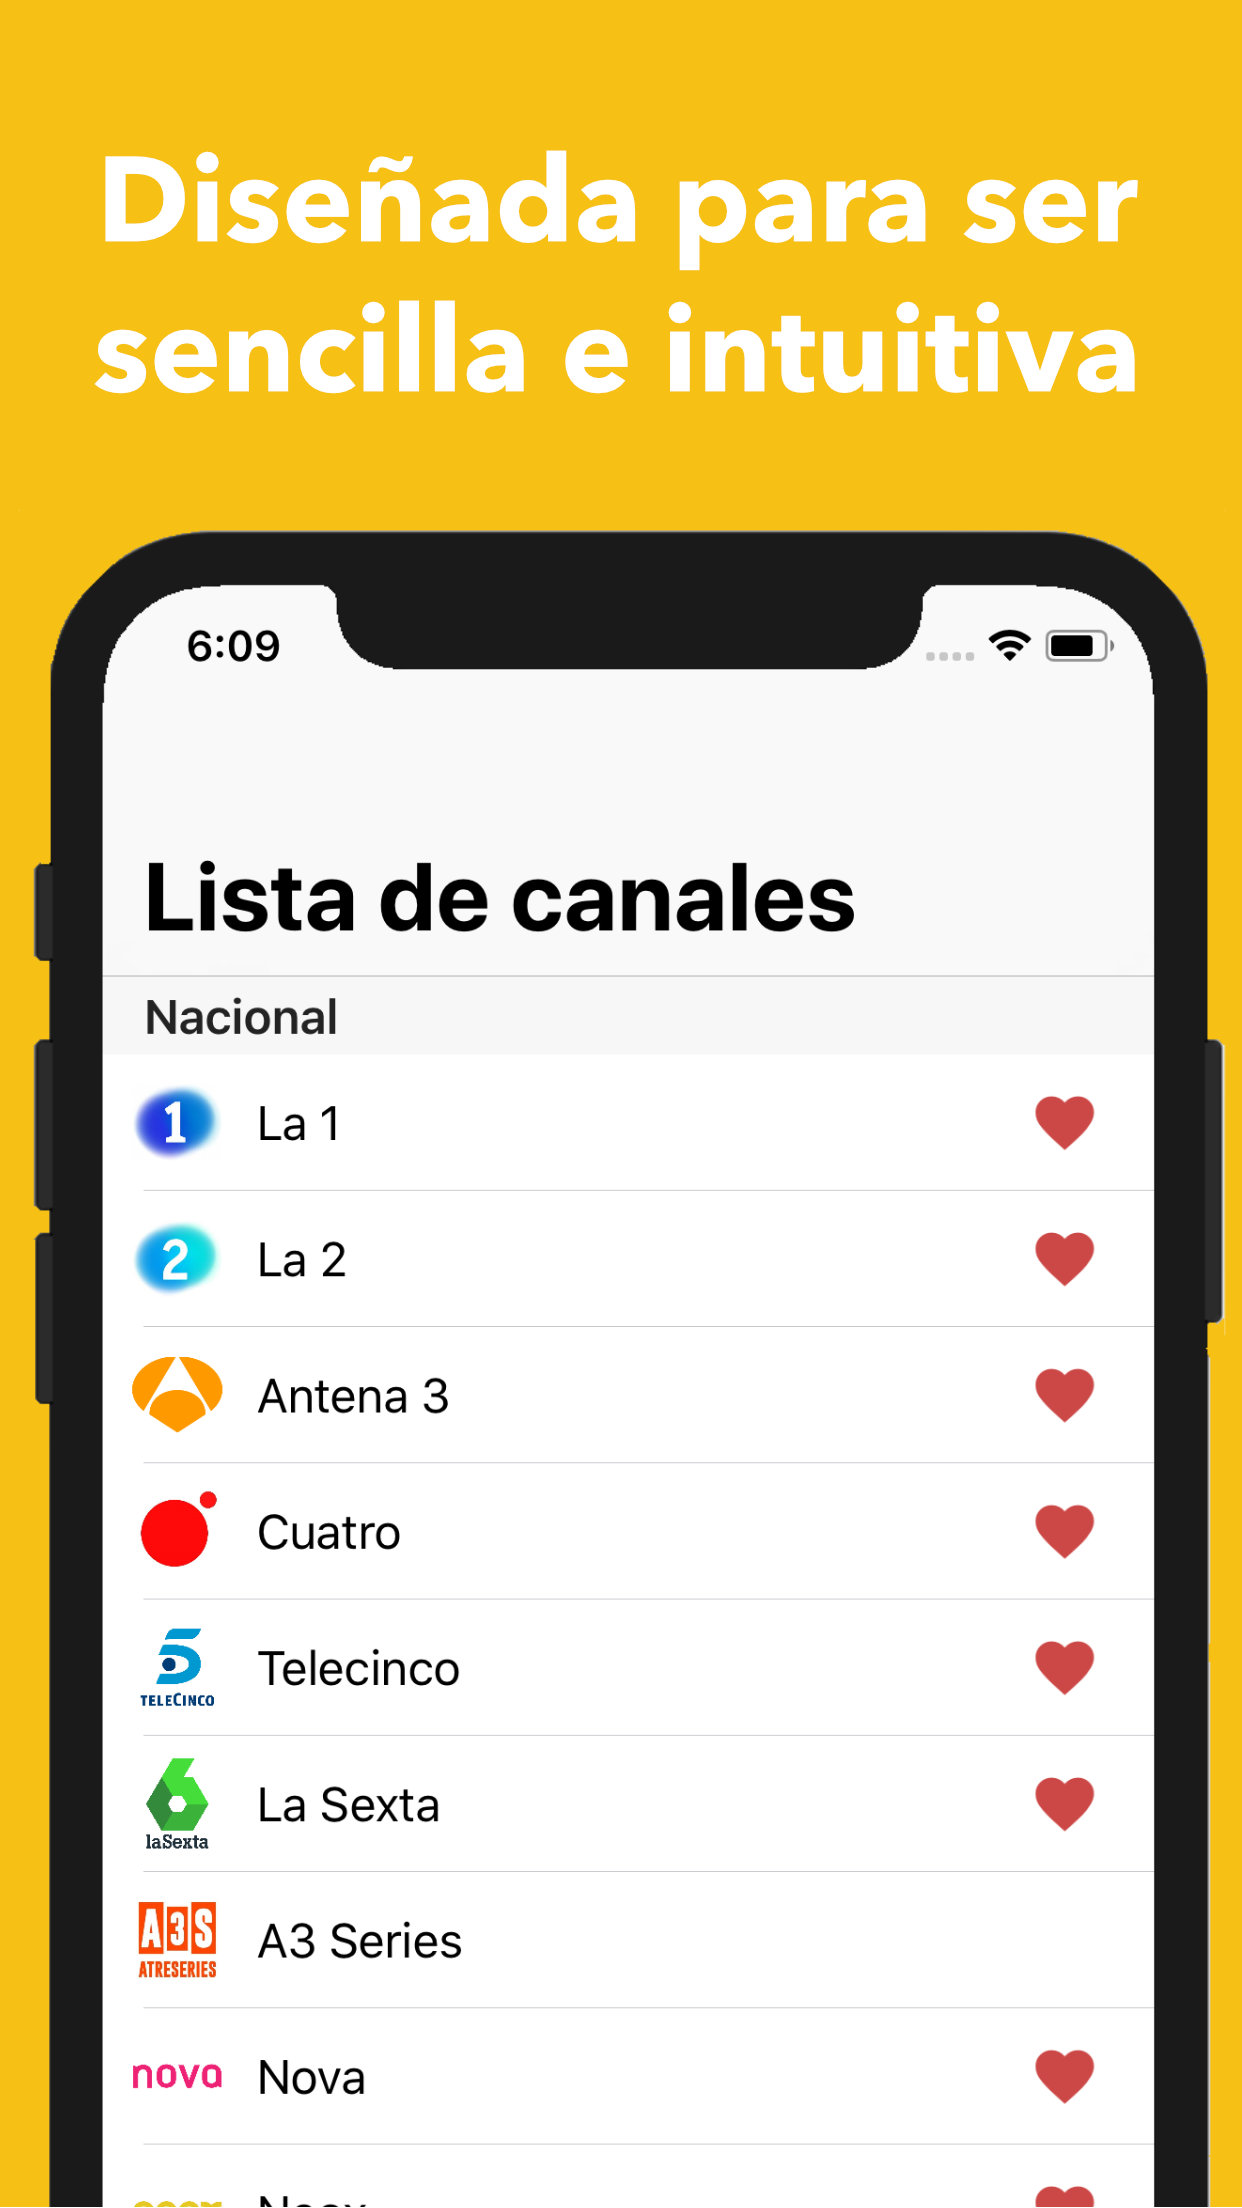 Diseñada para ser
sencilla e intuitiva
6:09
Lista de canales
Nacional
1 La 1
2 La 2
Antena 3
Cuatro
5 TELECINCO Telecinco
6 laSexta La Sexta
A3S ATRESERIES A3 Series
nova Nova